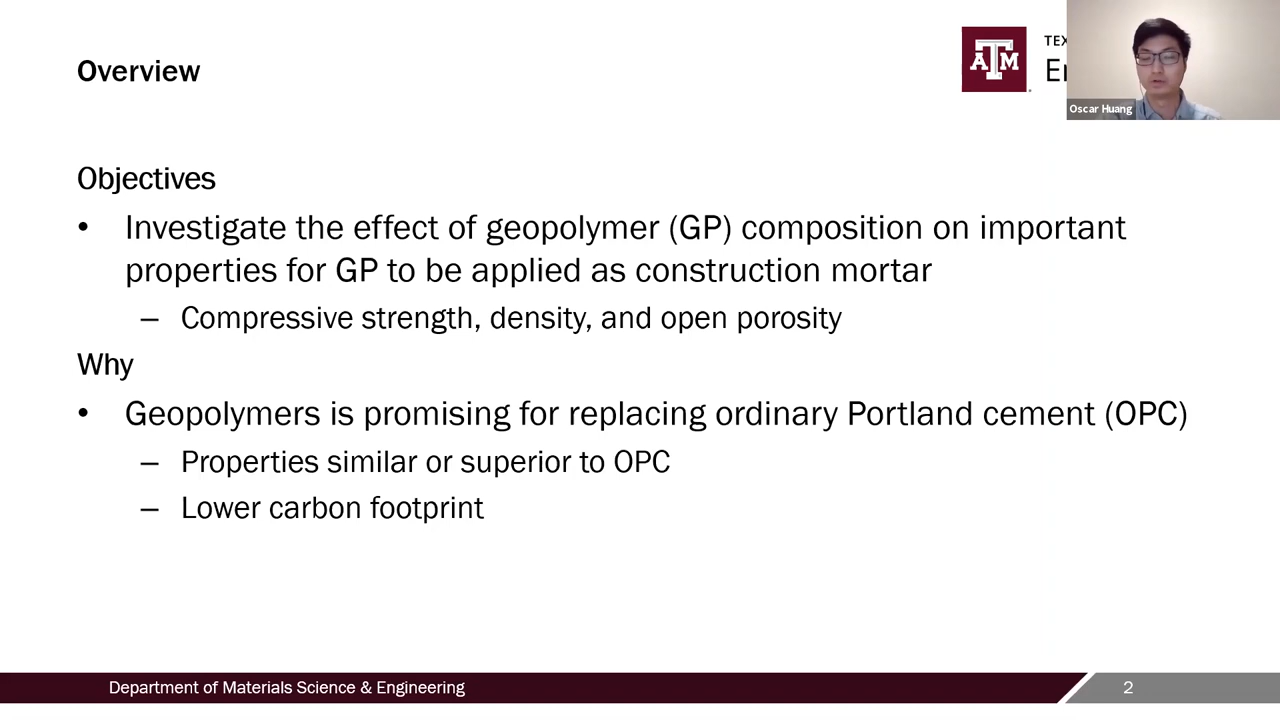 Overview
ATM
TEX
En
Oscar Huang
Objectives
• Investigate the effect of geopolymer (GP) composition on important
properties for GP to be applied as construction mortar
– Compressive strength, density, and open porosity
Why
• Geopolymers is promising for replacing ordinary Portland cement (OPC)
– Properties similar or superior to OPC
– Lower carbon footprint
Department of Materials Science & Engineering
2